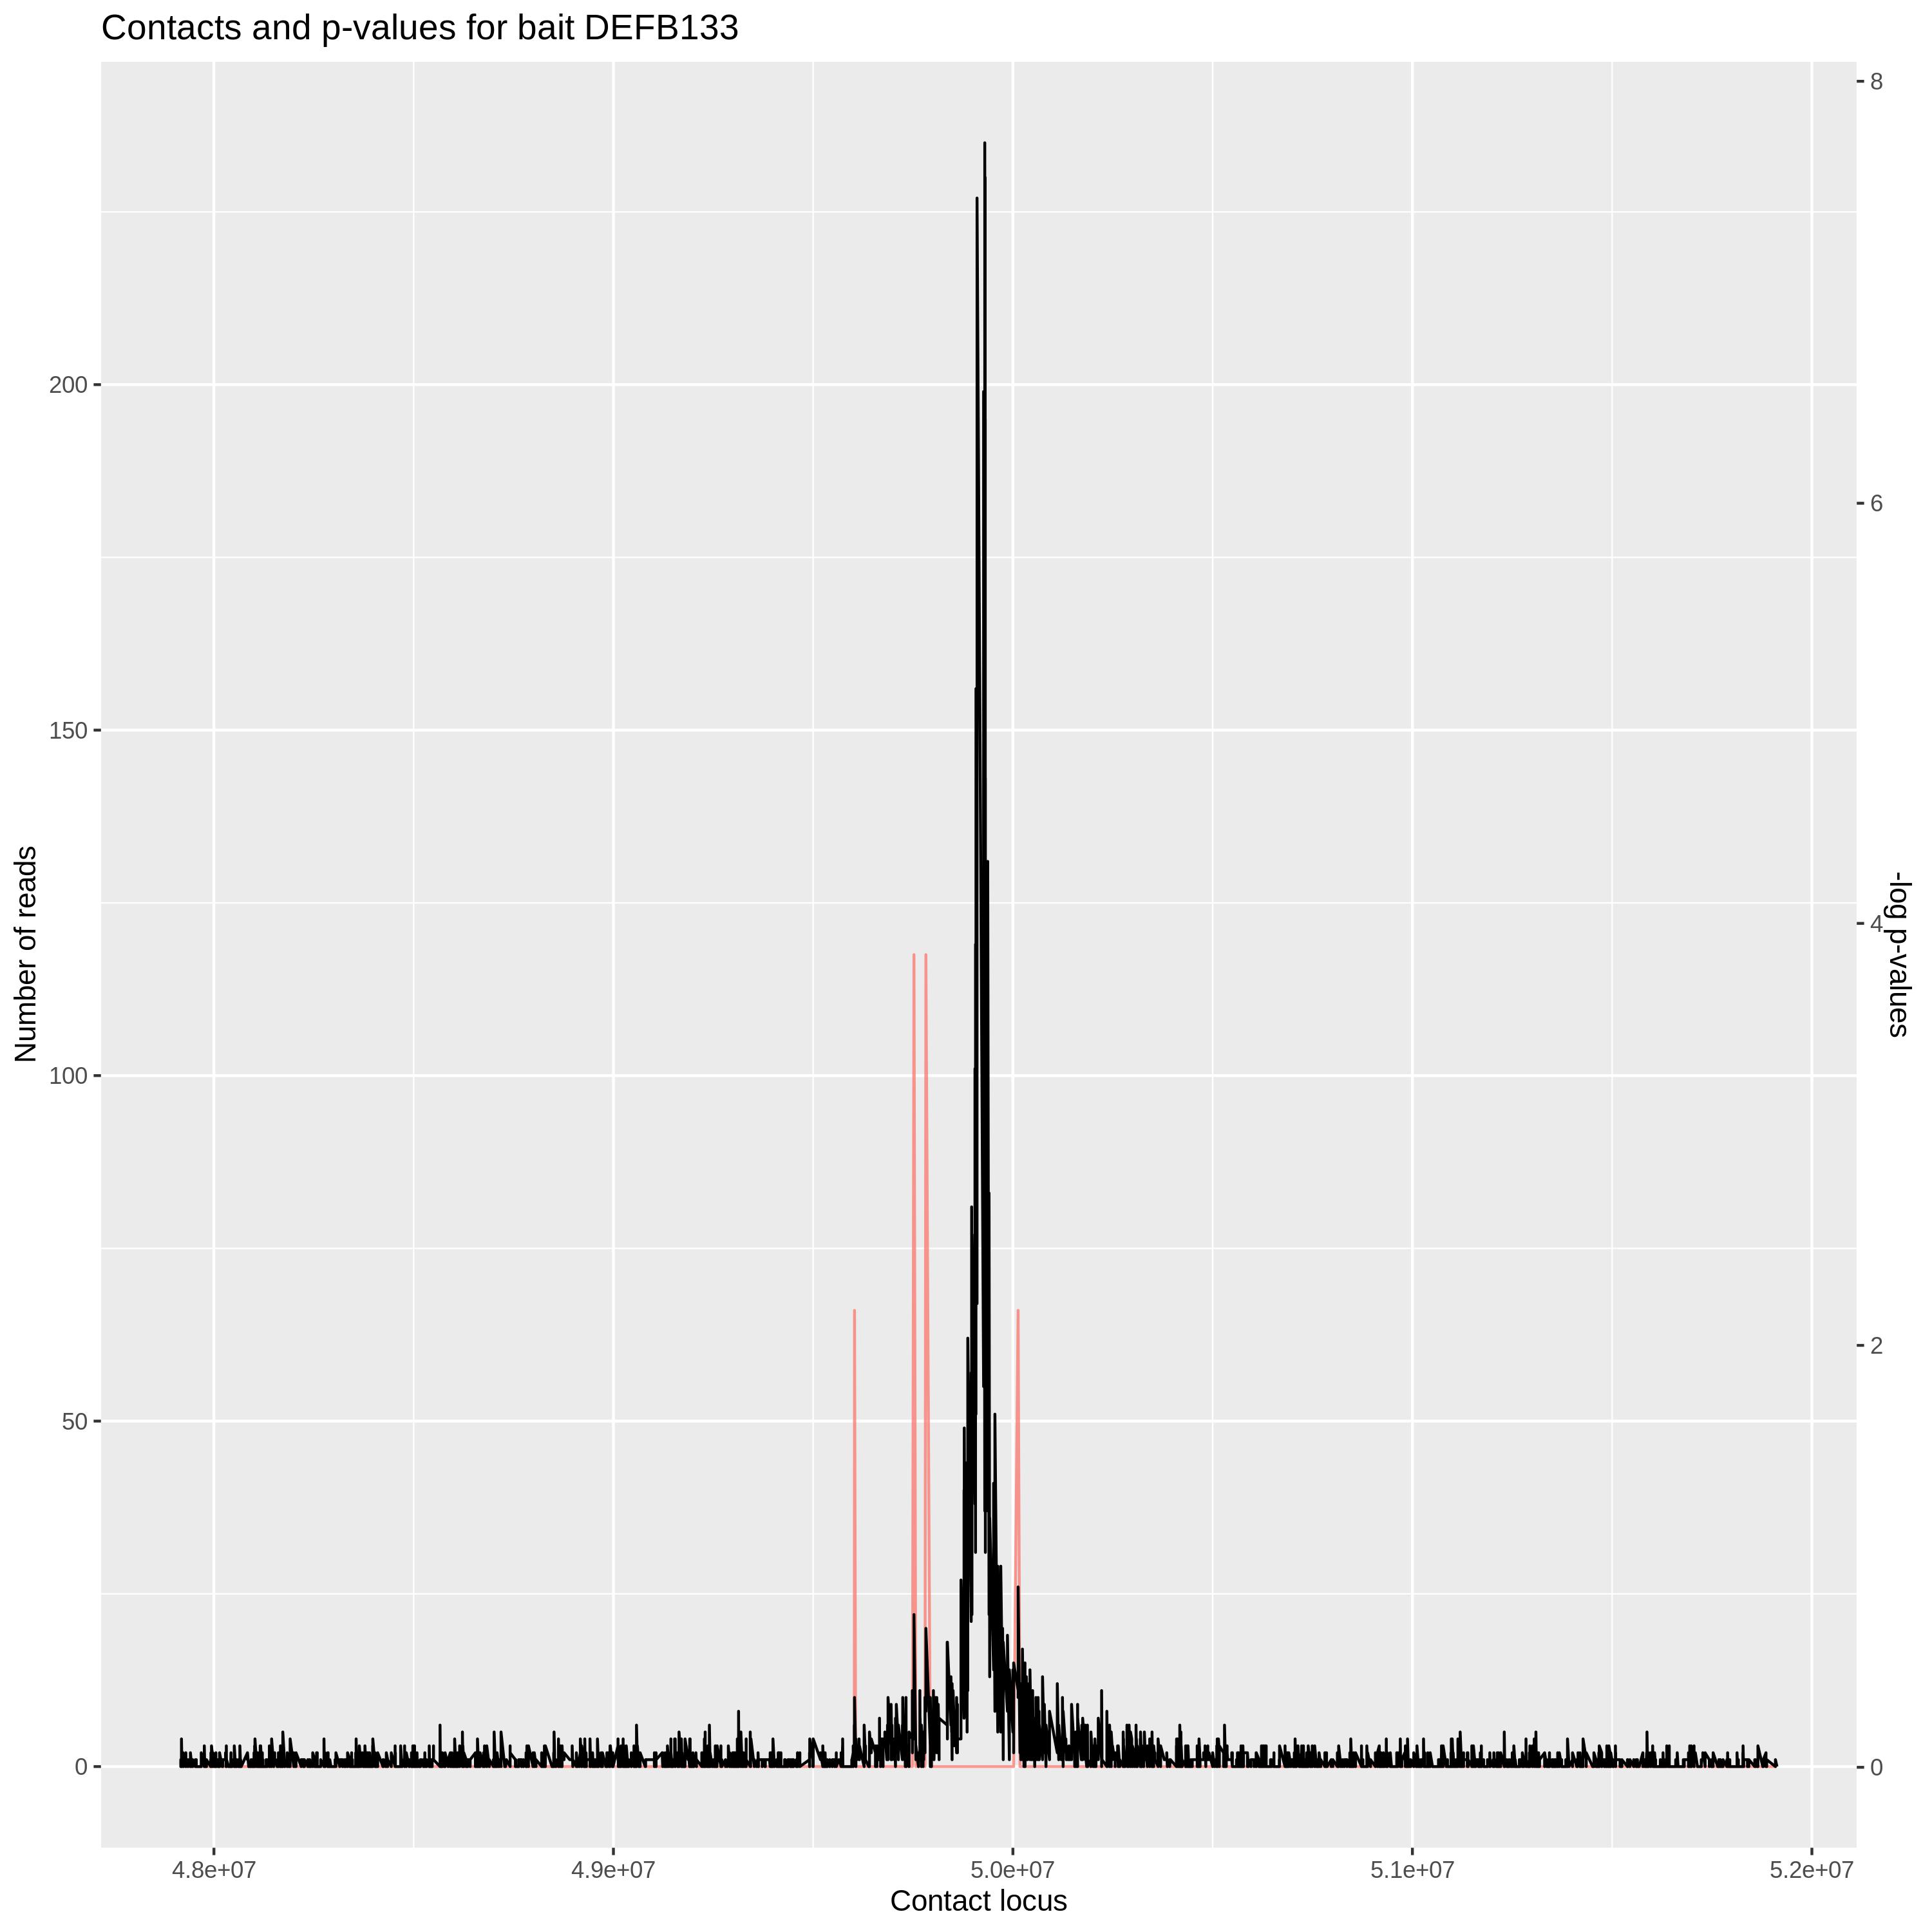 Contacts and p-values for bait DEFB133
Number of reads
200
150
100
50
0
8
6
4
2
0
-log p-values
4.8e+07 4.9e+07 5.0e+07 5.1e+07 5.2e+07
Contact locus